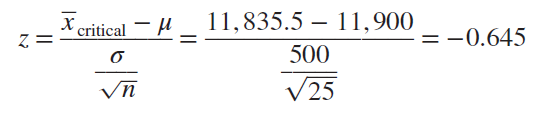 z = (x̄_critical − μ) / (σ / √n) = (11,835.5 − 11,900) / (500 / √25) = −0.645